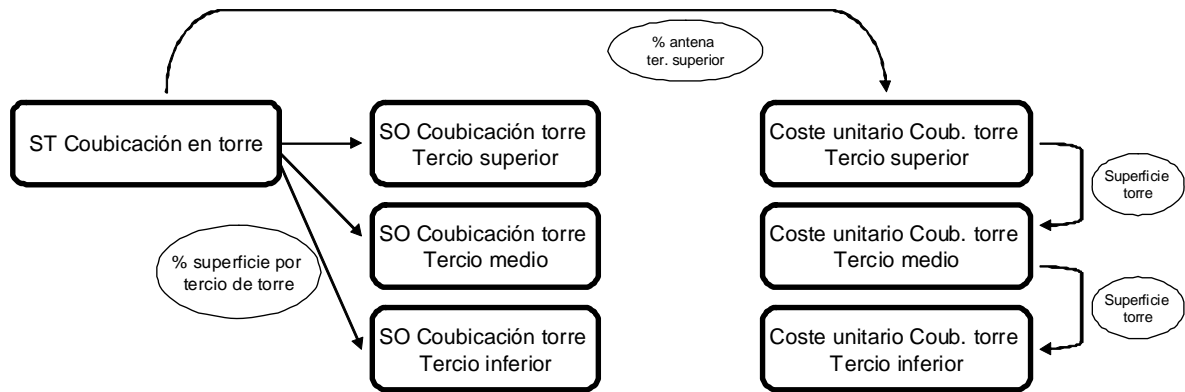 % antena
ter. superior
ST Coubicación en torre
SO Coubicación torre
Tercio superior
Coste unitario Coub. torre
Tercio superior
Superficie
torre
SO Coubicación torre
Tercio medio
Coste unitario Coub. torre
Tercio medio
% superficie por
tercio de torre
Superficie
torre
SO Coubicación torre
Tercio inferior
Coste unitario Coub. torre
Tercio inferior